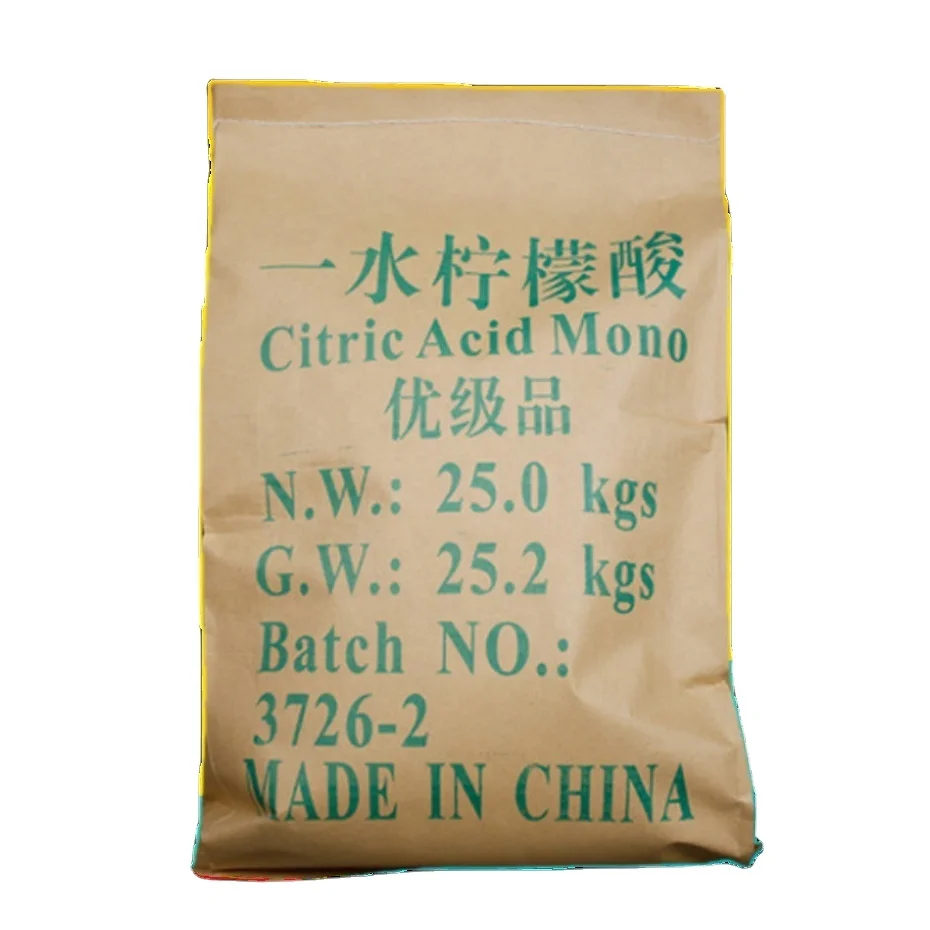 一水柠檬酸
Citric Acid Mono
优级品
N.W.: 25.0 kgs
G.W.: 25.2 kgs
Batch NO.:
3726-2
MADE IN CHINA